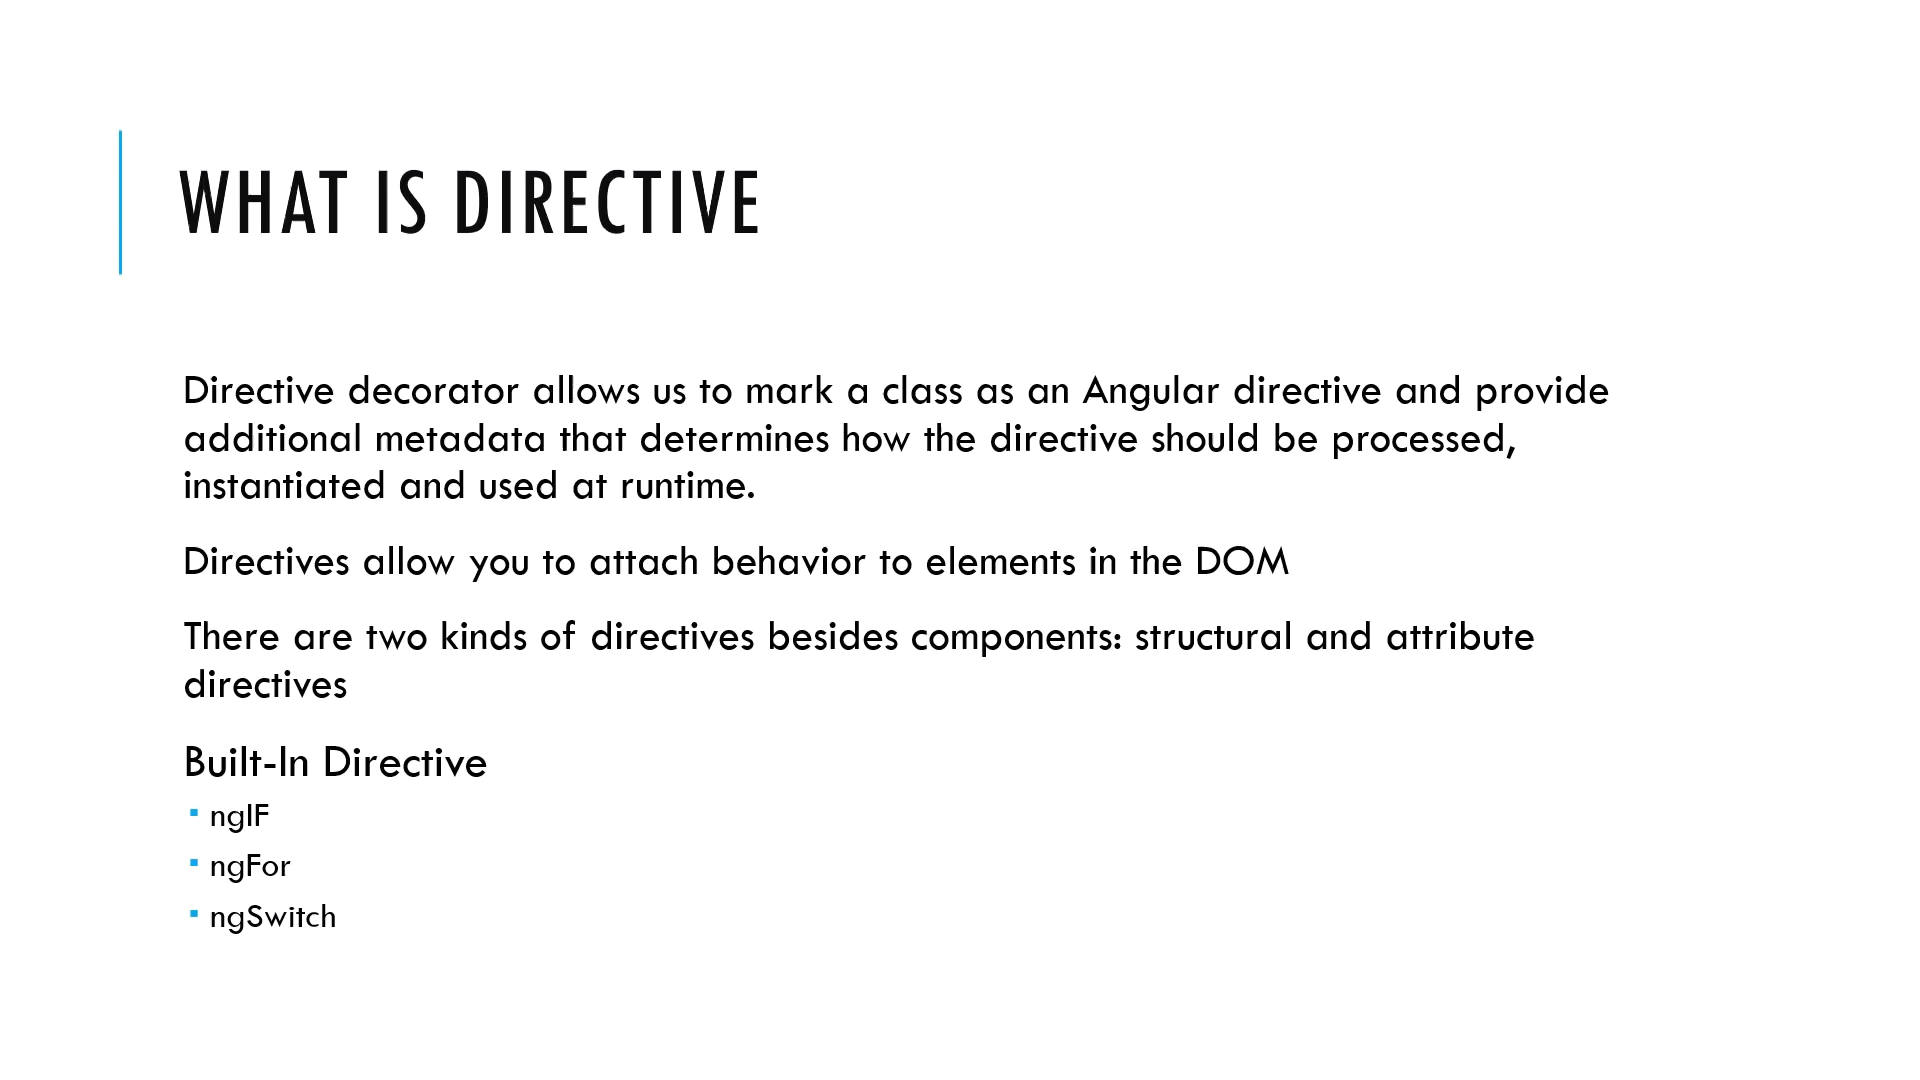 WHAT IS DIRECTIVE
Directive decorator allows us to mark a class as an Angular directive and provide
additional metadata that determines how the directive should be processed,
instantiated and used at runtime.
Directives allow you to attach behavior to elements in the DOM
There are two kinds of directives besides components: structural and attribute
directives
Built-In Directive
ngIF
ngFor
ngSwitch